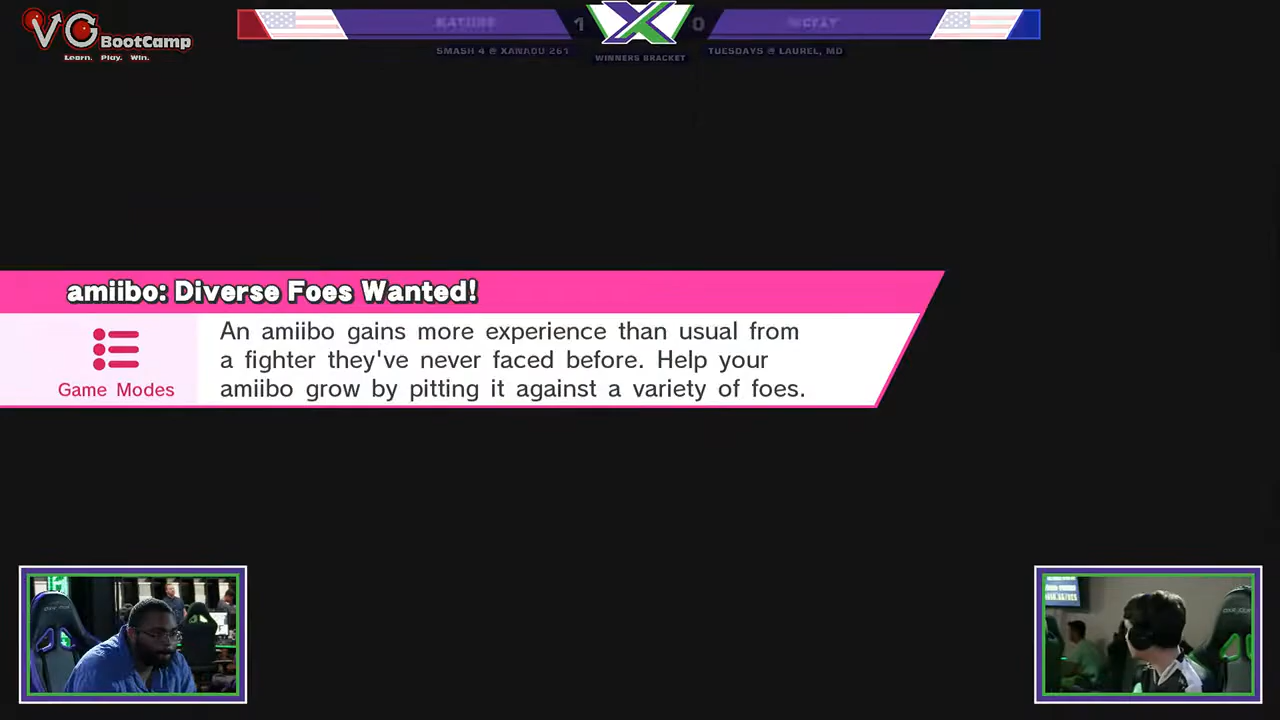 VG BootCamp
Learn. Play. Win.
1
0
SMASH 4 @ XANADU 261
WINNERS BRACKET
TUESDAYS @ LAUREL, MD
amiibo: Diverse Foes Wanted!
Game Modes
An amiibo gains more experience than usual from
a fighter they've never faced before. Help your
amiibo grow by pitting it against a variety of foes.